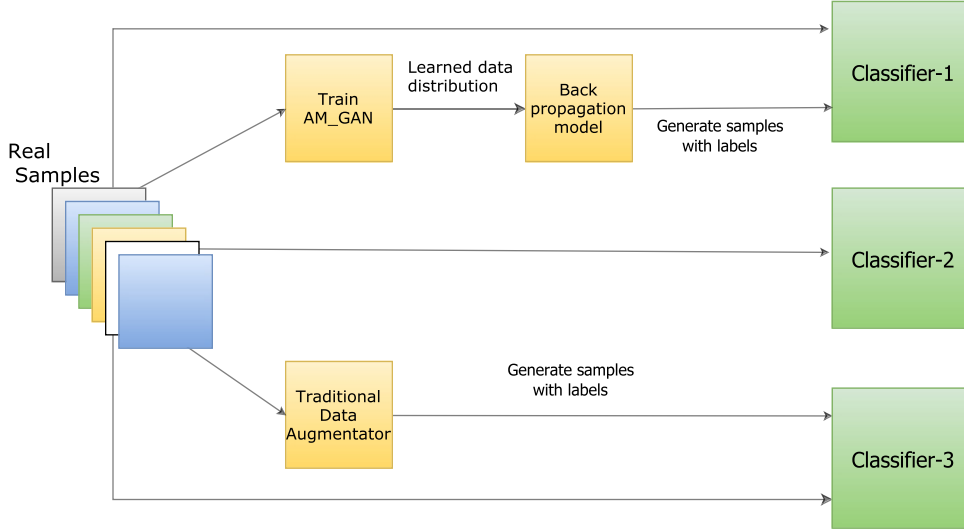 Real
Samples
Train
AM_GAN
Learned data
distribution
Back
propagation
model
Generate samples
with labels
Classifier-1
Classifier-2
Traditional
Data
Augmentator
Generate samples
with labels
Classifier-3